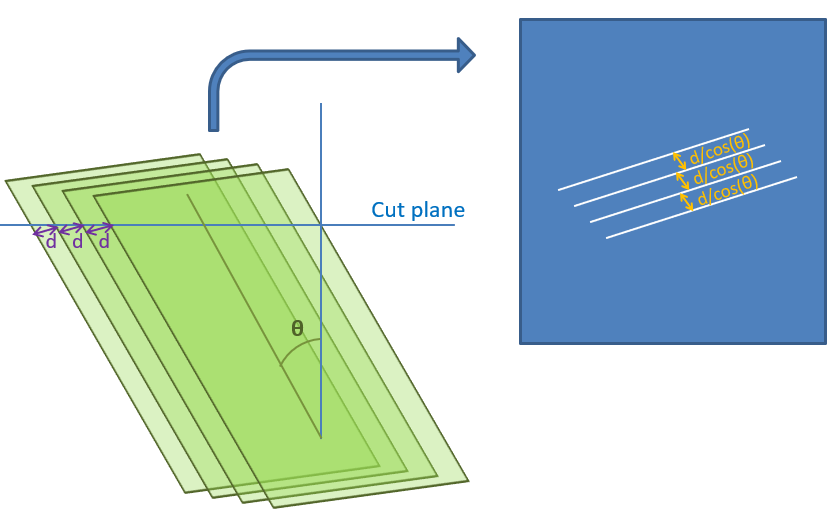 Cut plane
d d d
θ
d/cos(θ)
d/cos(θ)
d/cos(θ)